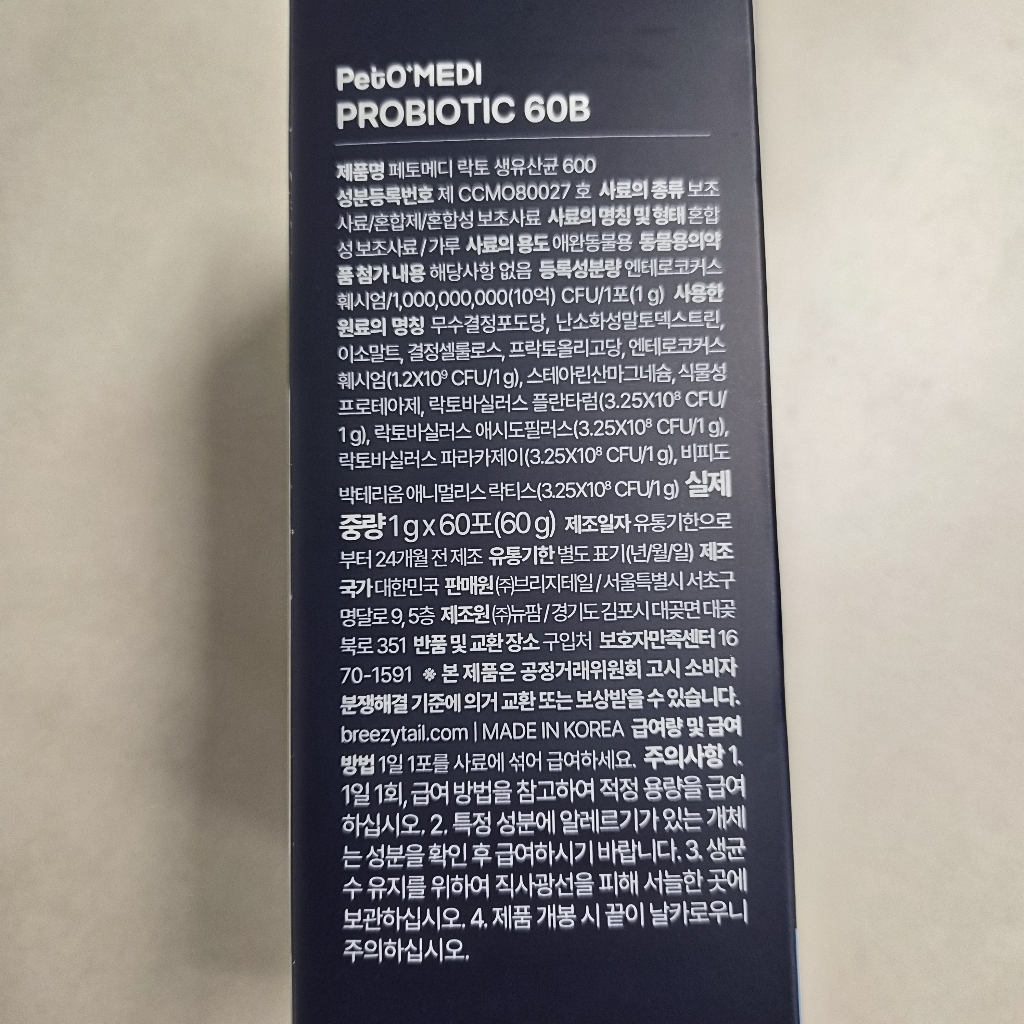 PetO'MEDI
PROBIOTIC 60B
제품명 페토메디 락토 생유산균 600
성분등록번호 제 CCMO80027 호 사료의 종류 보조
사료/혼합제/혼합성 보조사료 사료의 명칭 및 형태 혼합
성 보조사료 / 가루 사료의 용도 애완동물용 동물용의약
품 첨가 내용 해당사항 없음 등록성분량 엔테로코커스
훼시엄/1,000,000,000(10억) CFU/1포(1 g) 사용한
원료의 명칭 무수결정포도당, 난소화성말토덱스트린,
이소말트, 결정셀룰로스, 프락토올리고당, 엔테로코커스
훼시엄(1.2X10⁹ CFU/1 g), 스테아린산마그네슘, 식물성
프로테아제, 락토바실러스 플란타럼(3.25X10⁸ CFU/
1 g), 락토바실러스 애시도필러스(3.25X10⁸ CFU/1 g),
락토바실러스 파라카제이(3.25X10⁸ CFU/1 g), 비피도
박테리움 애니멀리스 락티스(3.25X10⁸ CFU/1 g) 실제
중량 1 g x 60포(60 g) 제조일자 유통기한으로
부터 24개월 전 제조 유통기한 별도 표기(년/월/일) 제조
국가 대한민국 판매원 ㈜브리지테일 / 서울특별시 서초구
명달로 9, 5층 제조원 ㈜뉴팜 / 경기도 김포시 대곶면 대곶
북로 351 반품 및 교환 장소 구입처 보호자만족센터 16
70-1591 ※ 본 제품은 공정거래위원회 고시 소비자
분쟁해결 기준에 의거 교환 또는 보상받을 수 있습니다.
breezytail.com | MADE IN KOREA 급여량 및 급여
방법 1일 1포를 사료에 섞어 급여하세요. 주의사항 1.
1일 1회, 급여 방법을 참고하여 적정 용량을 급여
하십시오. 2. 특정 성분에 알레르기가 있는 개체
는 성분을 확인 후 급여하시기 바랍니다. 3. 생균
수 유지를 위하여 직사광선을 피해 서늘한 곳에
보관하십시오. 4. 제품 개봉 시 끝이 날카로우니
주의하십시오.